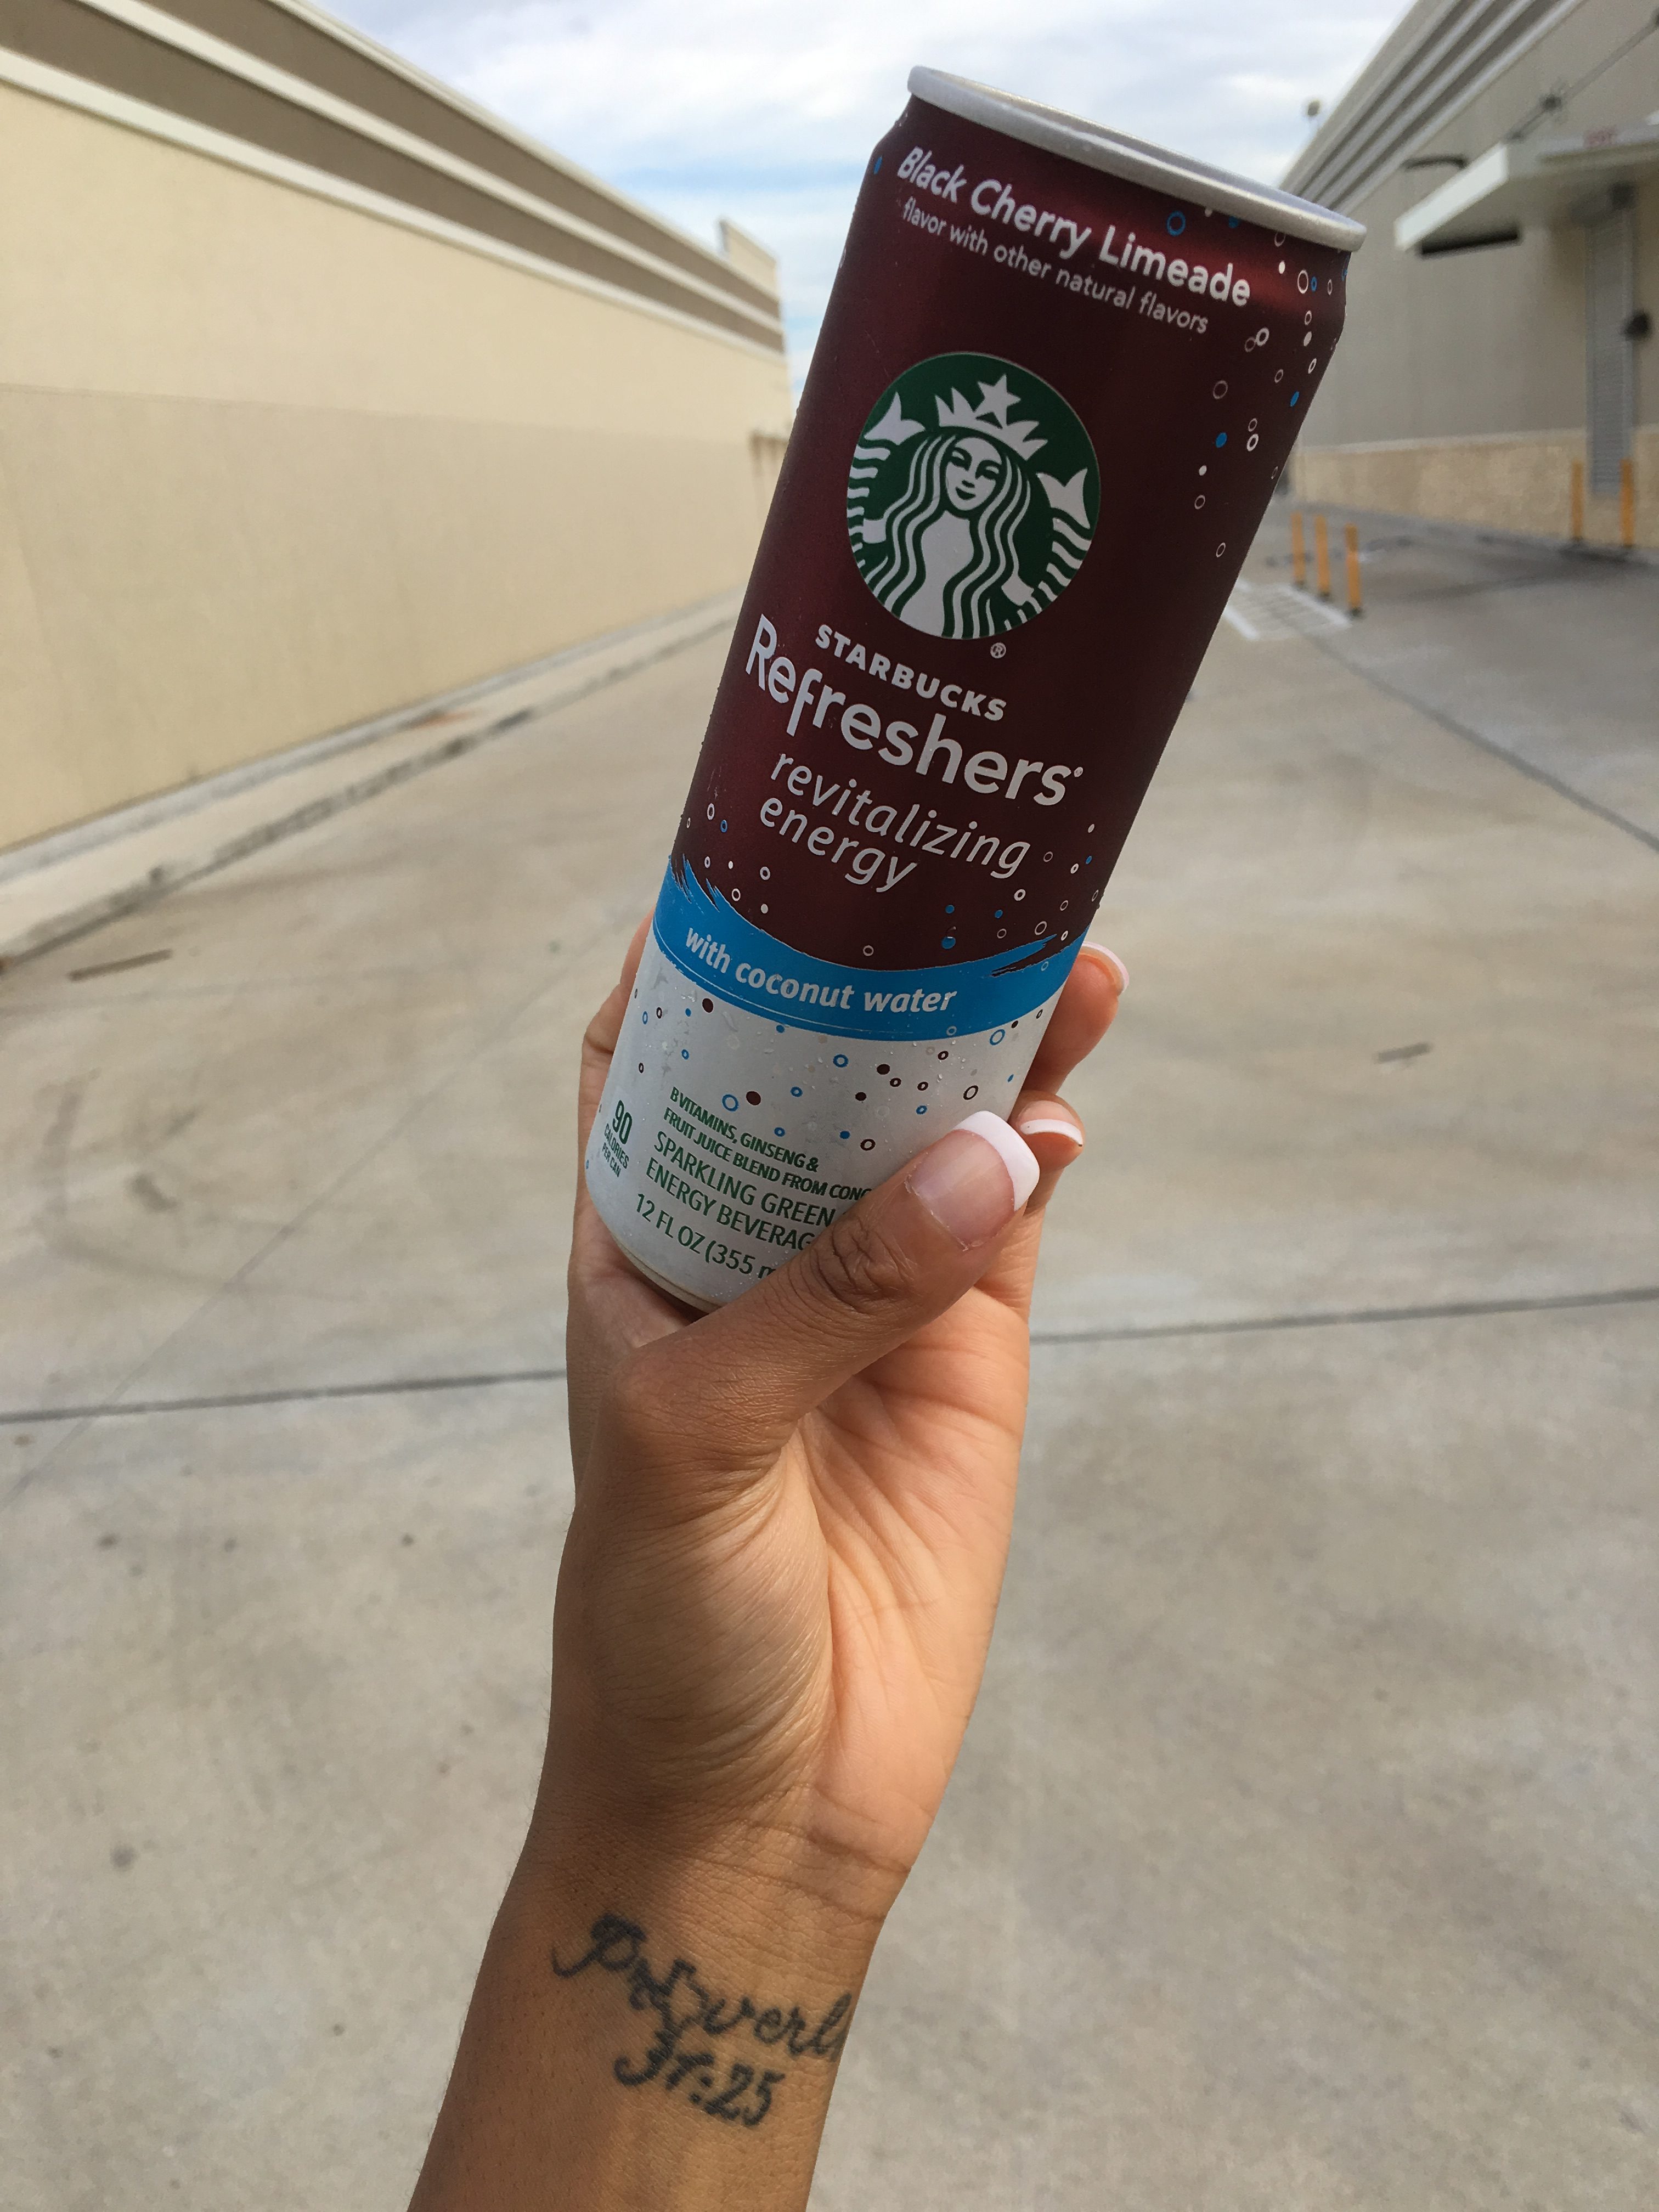 Black Cherry Limeade
flavor with other natural flavors
STARBUCKS
Refreshers®
revitalizing
energy
with coconut water
90
CALORIES
PER CAN
B VITAMINS, GINSENG &
FRUIT JUICE BLEND FROM CONC
SPARKLING GREEN
ENERGY BEVERAG
12 FL OZ (355 m
31:25